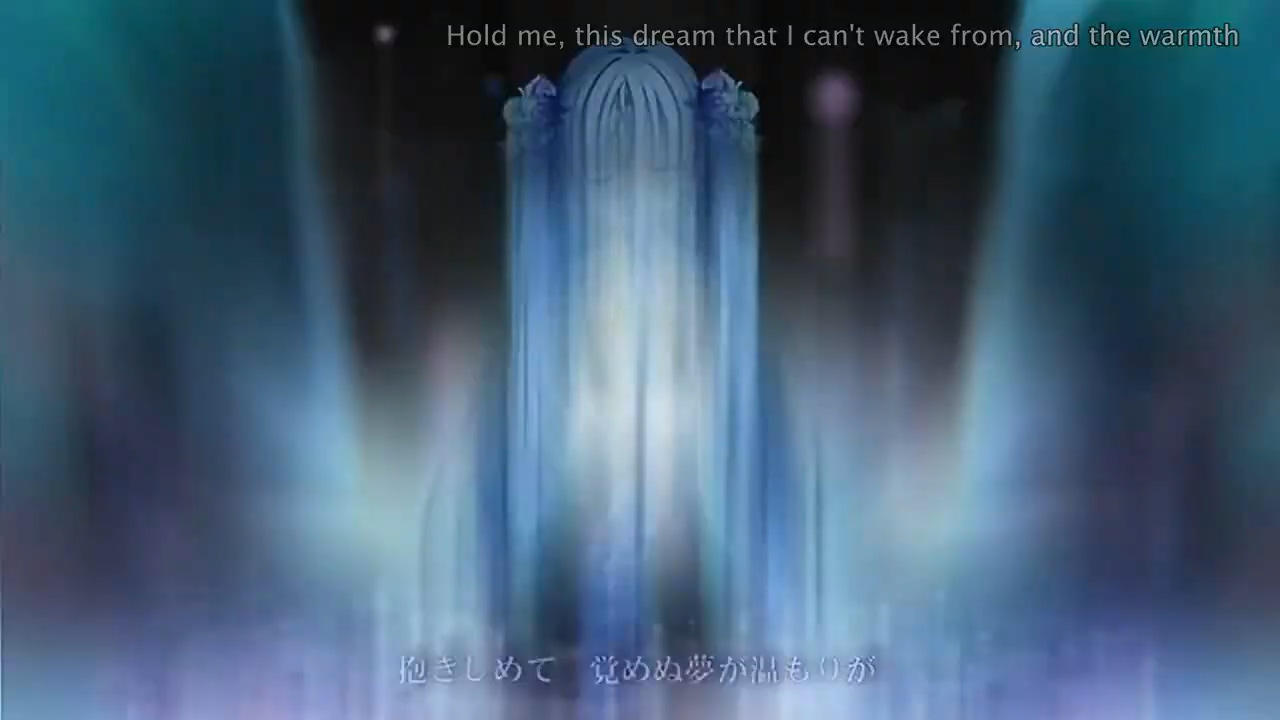 Hold me, this dream that I can't wake from, and the warmth
抱きしめて　覚めぬ夢が温もりが